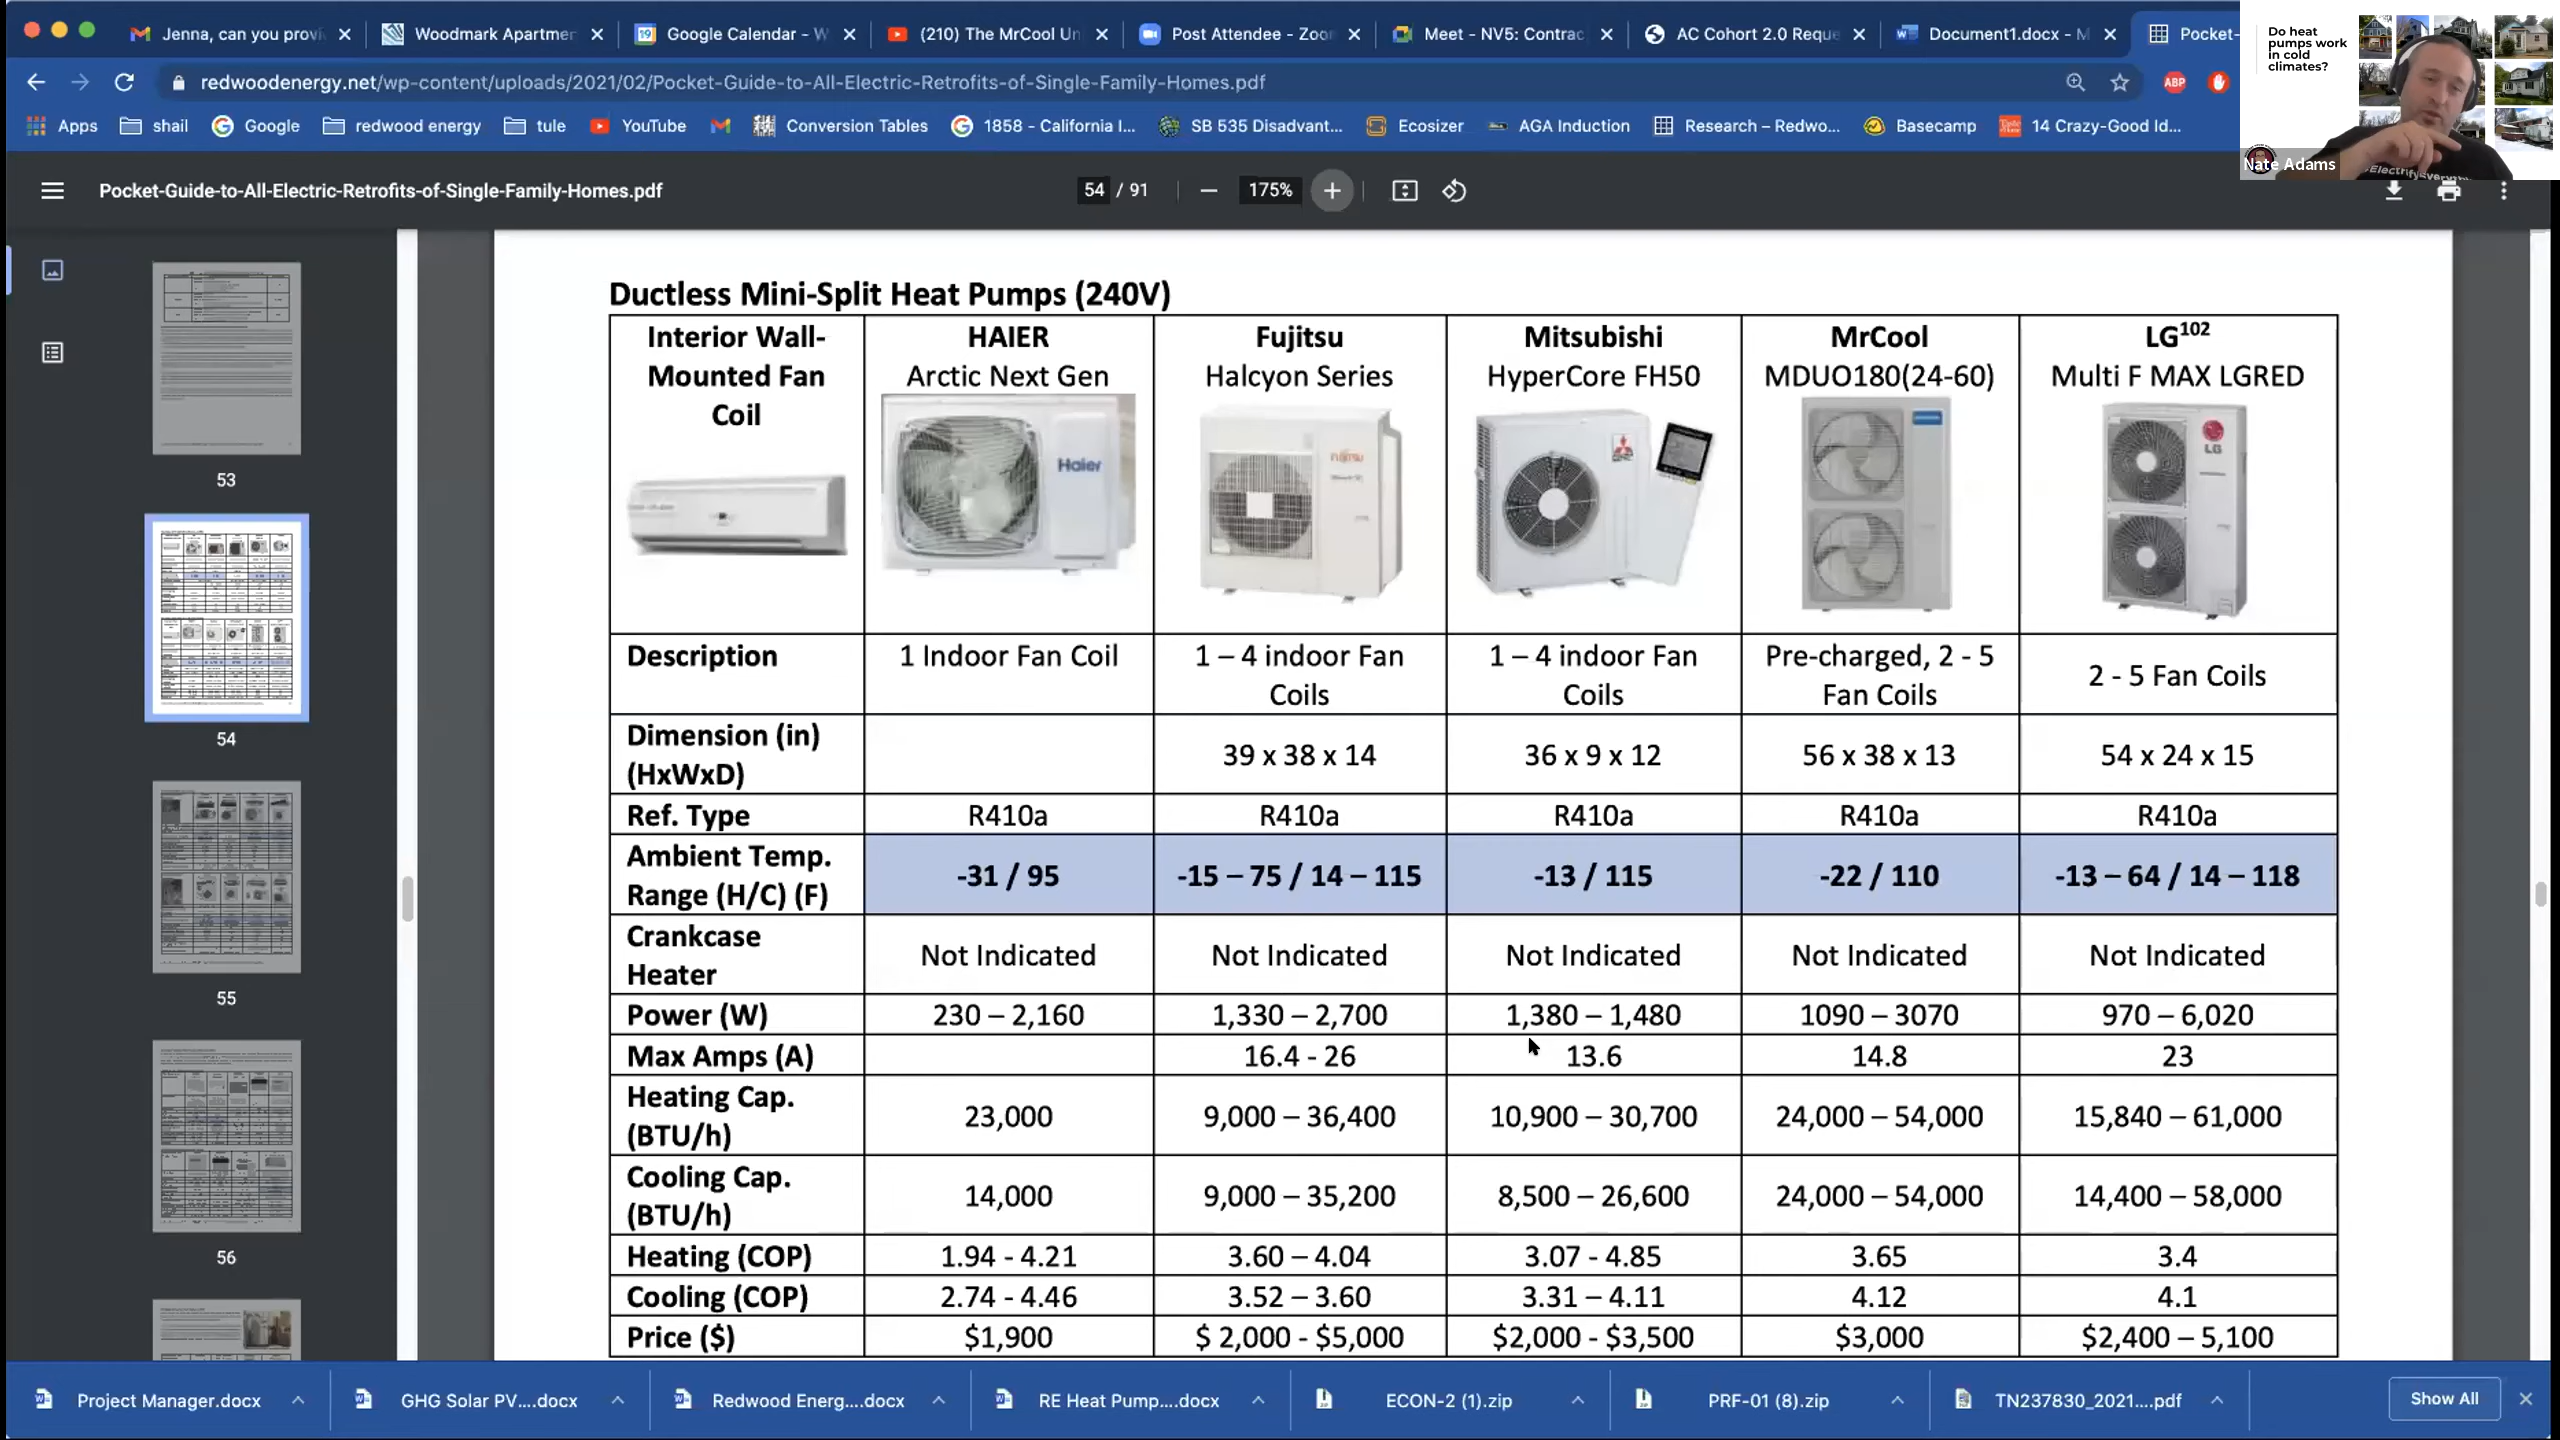 Jenna, can you provi
Woodmark Apartmen
Google Calendar - W
(210) The MrCool Un
Post Attendee - Zoo
Meet - NV5: Contrac
AC Cohort 2.0 Reque
Document1.docx - M
Pocket-
redwoodenergy.net/wp-content/uploads/2021/02/Pocket-Guide-to-All-Electric-Retrofits-of-Single-Family-Homes.pdf
ABP
Apps
shail
Google
redwood energy
tule
YouTube
Conversion Tables
1858 - California I...
SB 535 Disadvant...
Ecosizer
AGA Induction
Research – Redwo...
Basecamp
14 Crazy-Good Id...
Do heat
pumps work
in cold
climates?
Nate Adams
Pocket-Guide-to-All-Electric-Retrofits-of-Single-Family-Homes.pdf
54 / 91
175%
53
54
55
56
Ductless Mini-Split Heat Pumps (240V)
Interior Wall-
Mounted Fan
Coil
HAIER
Arctic Next Gen
Haier
Fujitsu
Halcyon Series
FUJITSU
Mitsubishi
HyperCore FH50
MrCool
MDUO180(24-60)
LG102
Multi F MAX LGRED
LG
Description
1 Indoor Fan Coil
1 – 4 indoor Fan
Coils
1 – 4 indoor Fan
Coils
Pre-charged, 2 - 5
Fan Coils
2 - 5 Fan Coils
Dimension (in)
(HxWxD)
39 x 38 x 14
36 x 9 x 12
56 x 38 x 13
54 x 24 x 15
Ref. Type
R410a
R410a
R410a
R410a
R410a
Ambient Temp.
Range (H/C) (F)
-31 / 95
-15 – 75 / 14 – 115
-13 / 115
-22 / 110
-13 – 64 / 14 – 118
Crankcase
Heater
Not Indicated
Not Indicated
Not Indicated
Not Indicated
Not Indicated
Power (W)
230 – 2,160
1,330 – 2,700
1,380 – 1,480
1090 – 3070
970 – 6,020
Max Amps (A)
16.4 - 26
13.6
14.8
23
Heating Cap.
(BTU/h)
23,000
9,000 – 36,400
10,900 – 30,700
24,000 – 54,000
15,840 – 61,000
Cooling Cap.
(BTU/h)
14,000
9,000 – 35,200
8,500 – 26,600
24,000 – 54,000
14,400 – 58,000
Heating (COP)
1.94 - 4.21
3.60 – 4.04
3.07 - 4.85
3.65
3.4
Cooling (COP)
2.74 - 4.46
3.52 – 3.60
3.31 – 4.11
4.12
4.1
Price ($)
$1,900
$ 2,000 - $5,000
$2,000 - $3,500
$3,000
$2,400 – 5,100
Project Manager.docx
GHG Solar PV....docx
Redwood Energ....docx
RE Heat Pump....docx
ECON-2 (1).zip
PRF-01 (8).zip
TN237830_2021....pdf
Show All